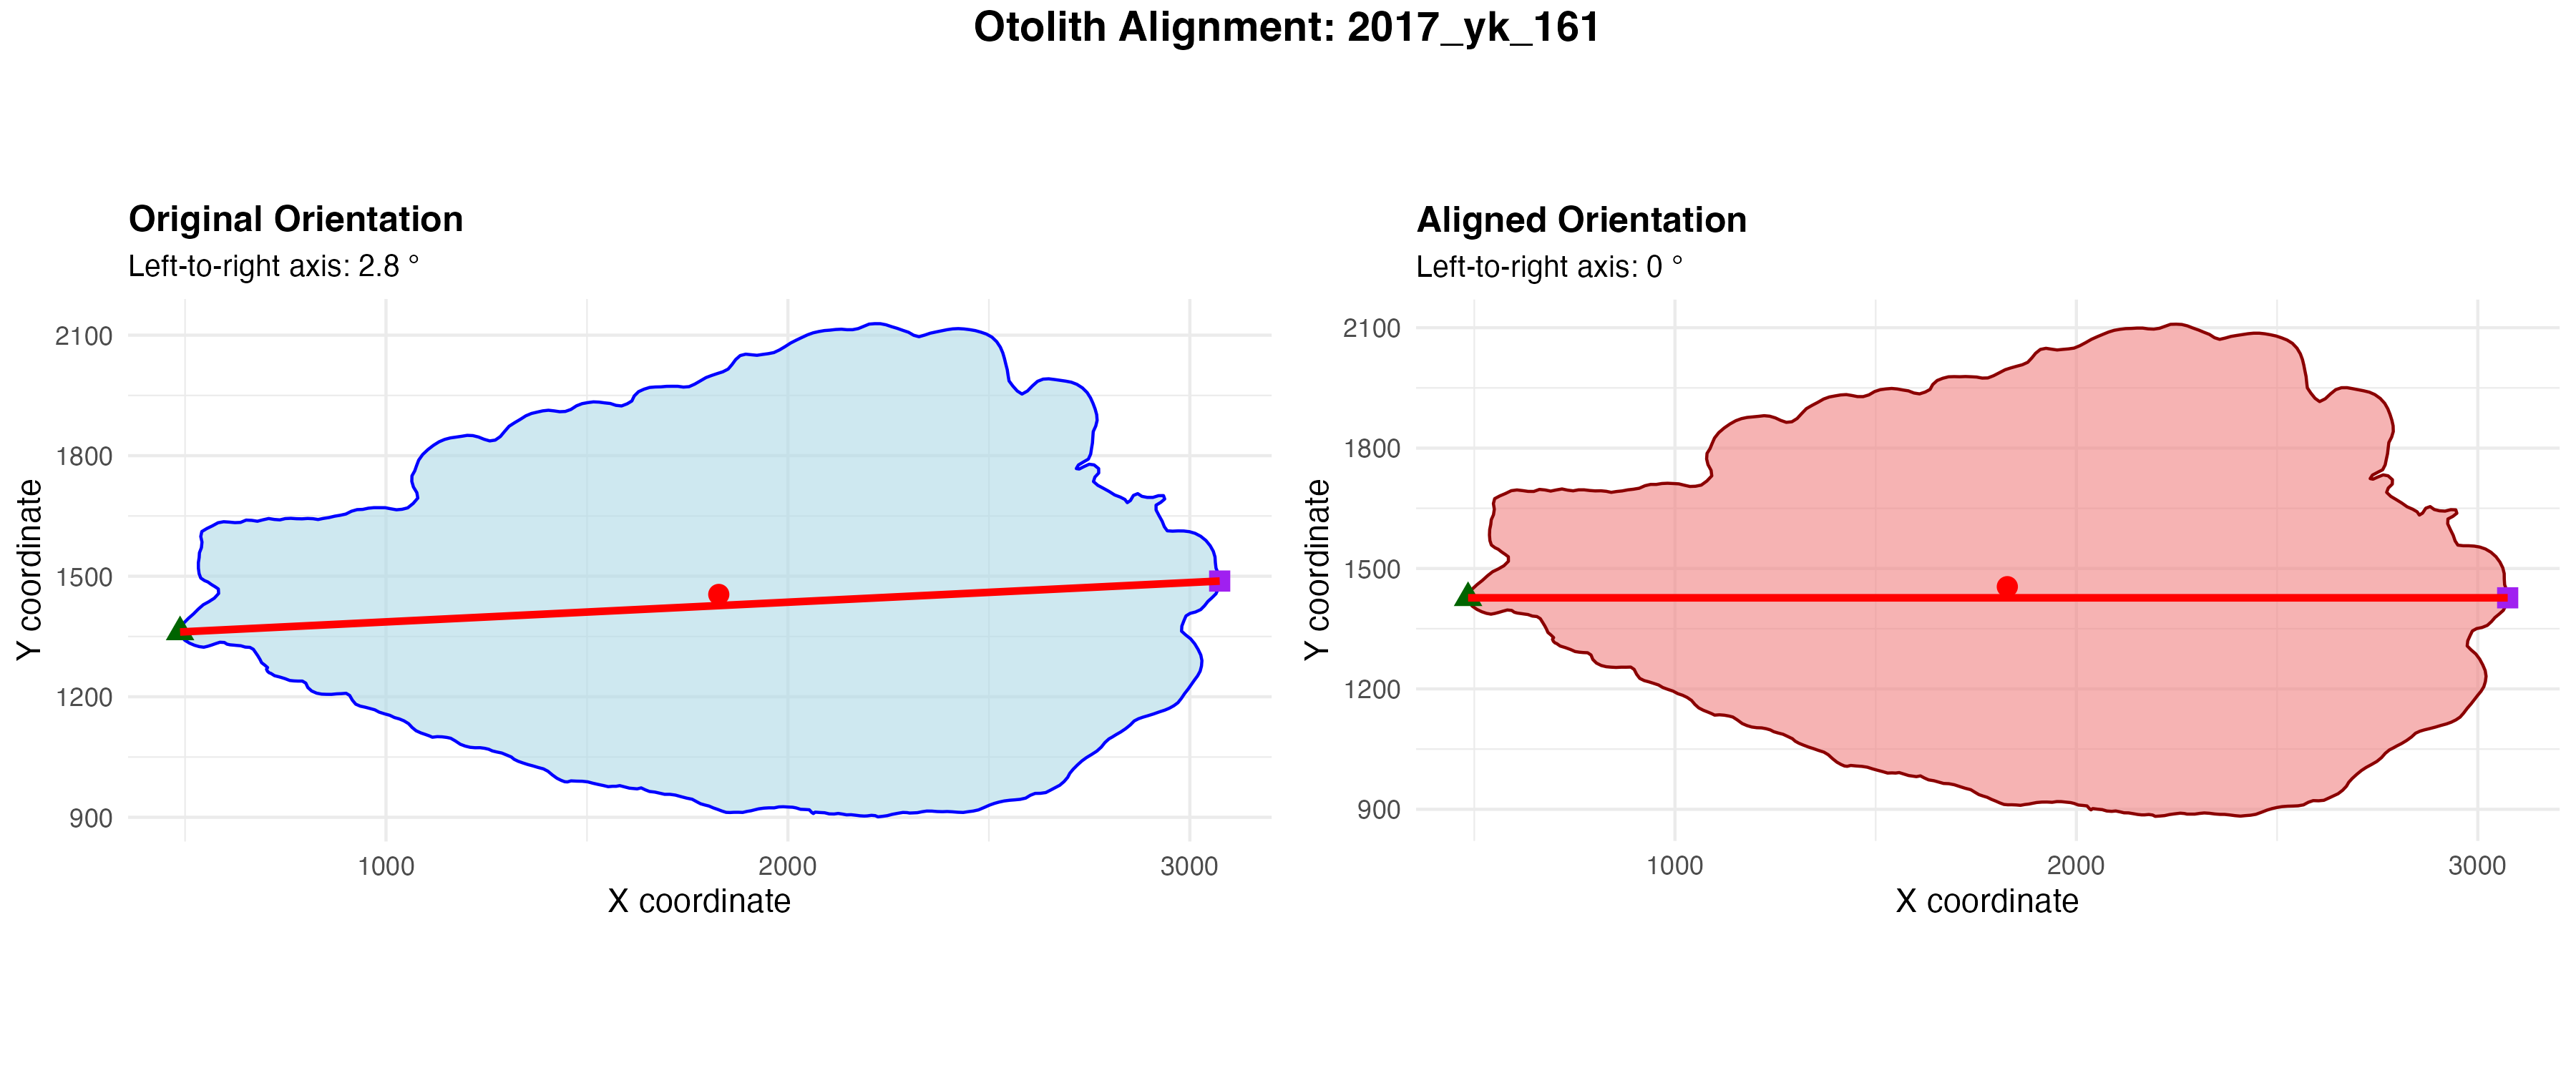 Otolith Alignment: 2017_yk_161
Original Orientation
Left-to-right axis: 2.8 °
2100
1800
1500
1200
900
Y coordinate
1000
2000
3000
X coordinate
Aligned Orientation
Left-to-right axis: 0 °
2100
1800
1500
1200
900
Y coordinate
1000
2000
3000
X coordinate